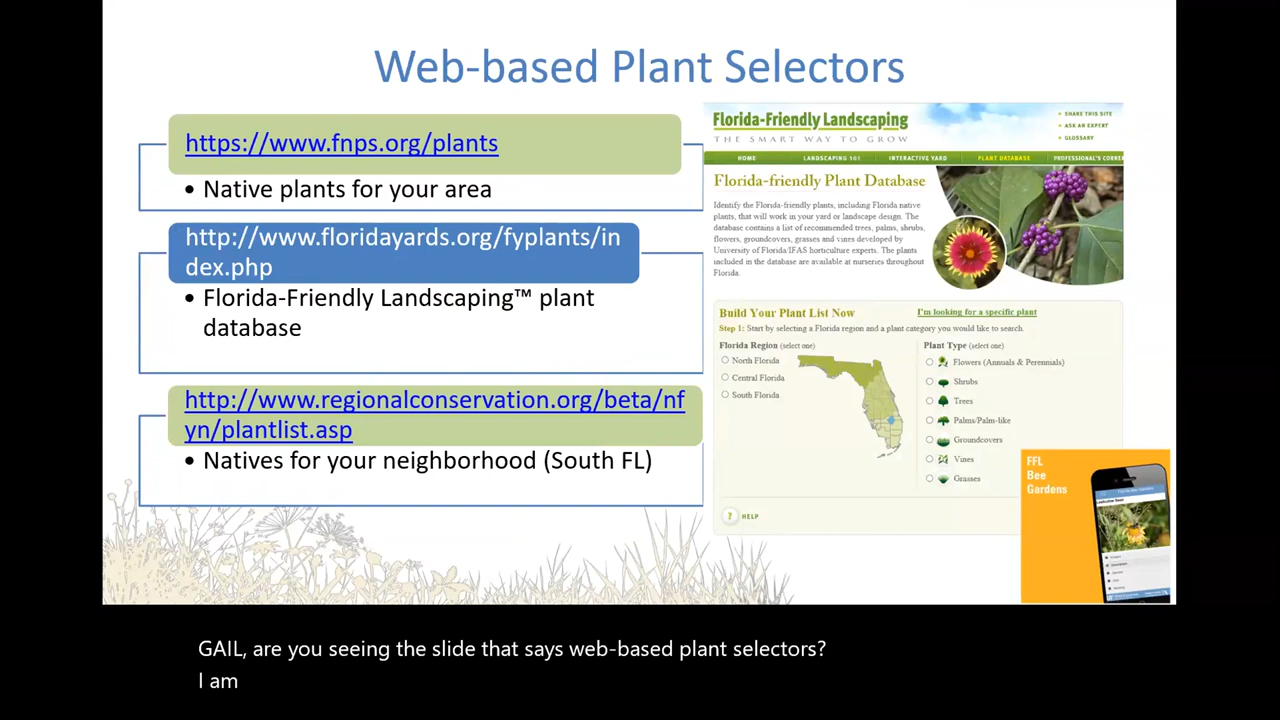 Web-based Plant Selectors
https://www.fnps.org/plants
• Native plants for your area
http://www.floridayards.org/fyplants/in
dex.php
• Florida-Friendly Landscaping™ plant
database
http://www.regionalconservation.org/beta/nf
yn/plantlist.asp
• Natives for your neighborhood (South FL)
Florida-Friendly Landscaping
THE SMART WAY TO GROW
SHARE THIS SITE
ASK AN EXPERT
GLOSSARY
HOME LANDSCAPING 101 INTERACTIVE YARD PLANT DATABASE PROFESSIONAL'S CORNER
Florida-friendly Plant Database
Identify the Florida-friendly plants, including Florida native
plants, that will work in your yard or landscape design. The
database contains a list of recommended trees, palms, shrubs,
flowers, groundcovers, grasses and vines developed by
University of Florida/IFAS horticulture experts. The plants
included in the database are available at nurseries throughout
Florida.
Build Your Plant List Now
I'm looking for a specific plant
Step 1: Start by selecting a Florida region and a plant category you would like to search.
Florida Region (select one)
North Florida
Central Florida
South Florida
Plant Type (select one)
Flowers (Annuals & Perennials)
Shrubs
Trees
Palms/Palm-like
Groundcovers
Vines
Grasses
? HELP
FFL
Bee
Gardens
GAIL, are you seeing the slide that says web-based plant selectors?
I am